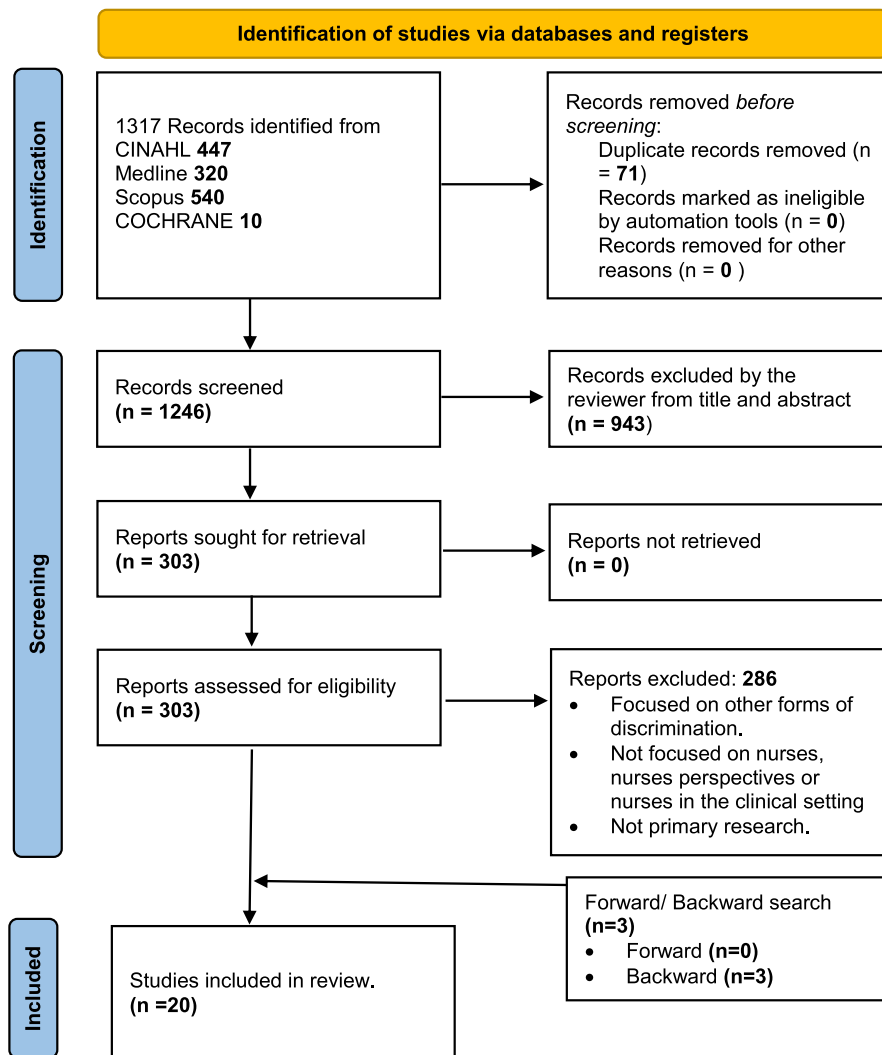 Identification of studies via databases and registers
Identification
1317 Records identified from
CINAHL 447
Medline 320
Scopus 540
COCHRANE 10
Records removed before
screening:
Duplicate records removed (n
= 71)
Records marked as ineligible
by automation tools (n = 0)
Records removed for other
reasons (n = 0 )
Screening
Records screened
(n = 1246)
Records excluded by the
reviewer from title and abstract
(n = 943)
Reports sought for retrieval
(n = 303)
Reports not retrieved
(n = 0)
Reports assessed for eligibility
(n = 303)
Reports excluded: 286
• Focused on other forms of
discrimination.
• Not focused on nurses,
nurses perspectives or
nurses in the clinical setting
• Not primary research.
Forward/ Backward search
(n=3)
• Forward (n=0)
• Backward (n=3)
Included
Studies included in review.
(n =20)